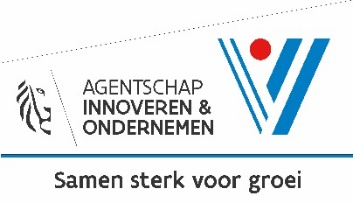 AGENTSCHAP
INNOVEREN &
ONDERNEMEN
Samen sterk voor groei